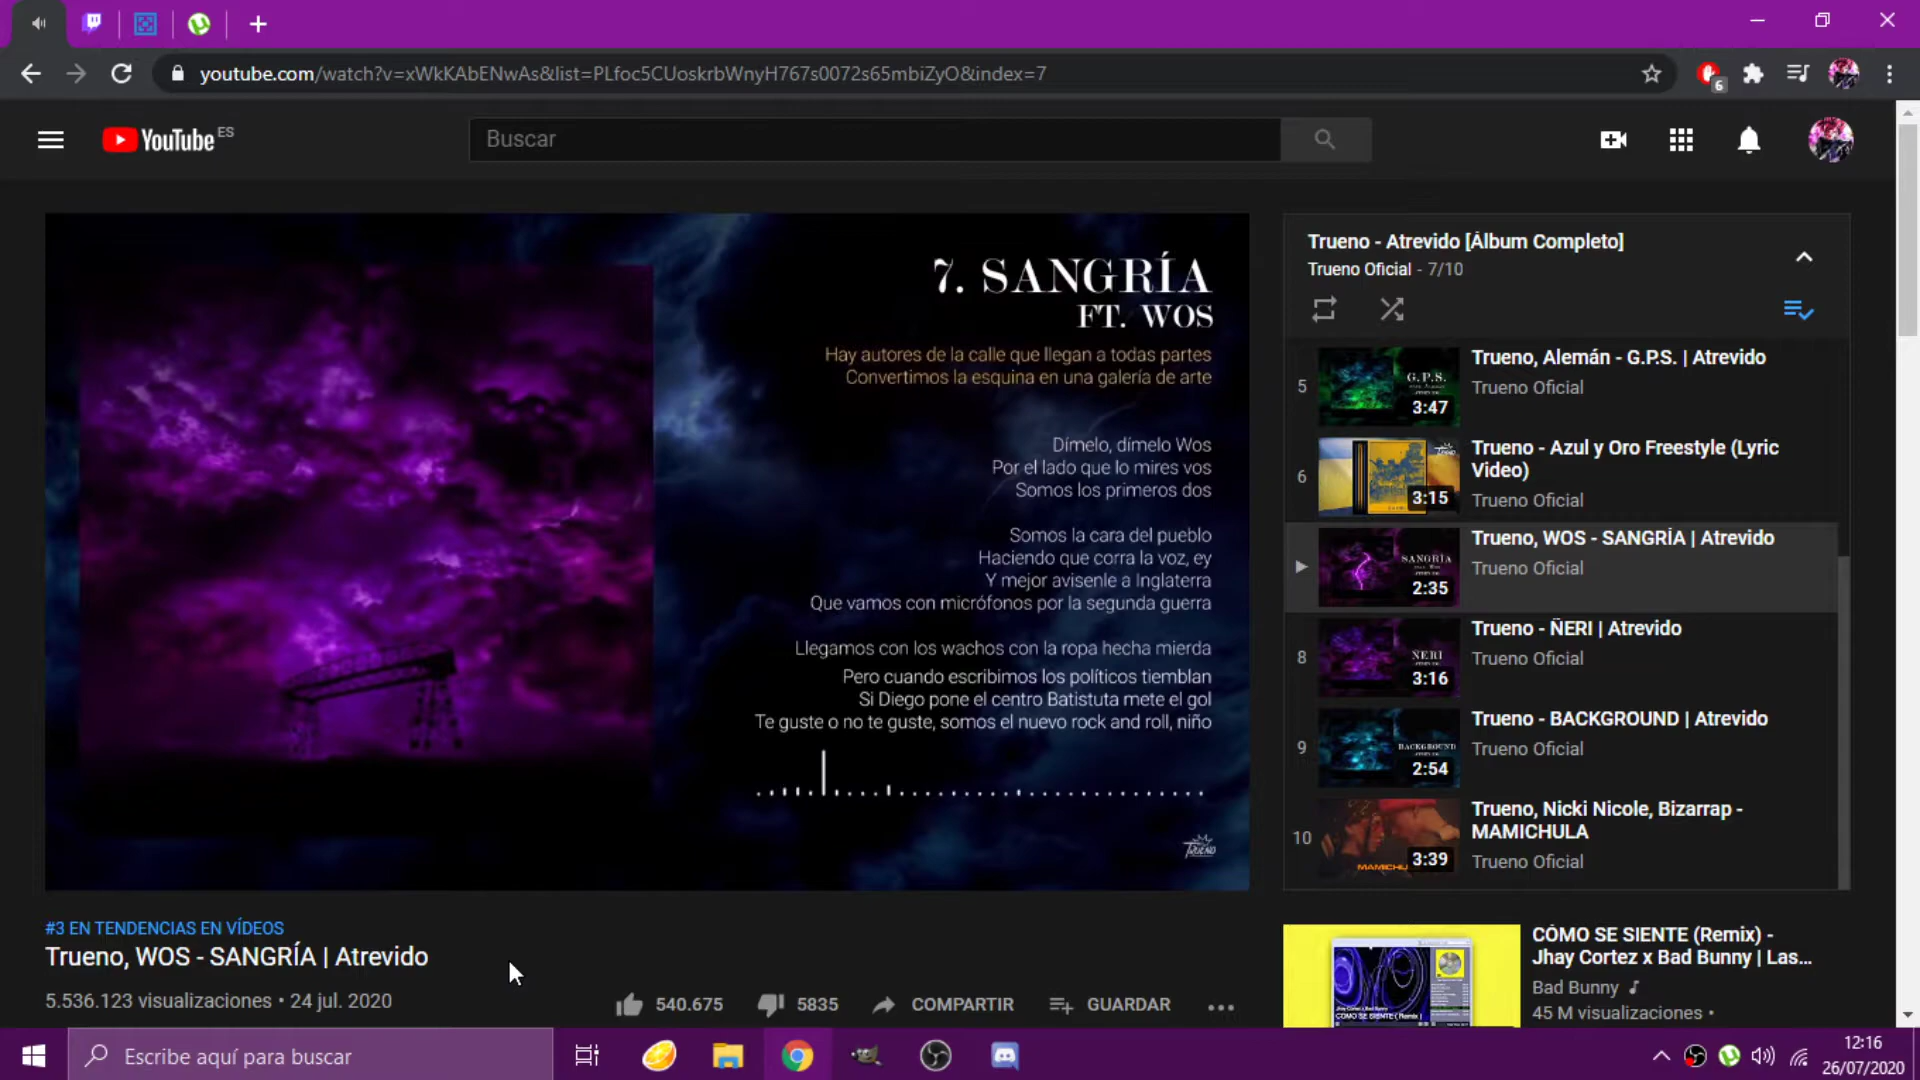 youtube.com/watch?v=xWkKAbENwAs&list=PLfoc5CUoskrbWnyH767s0072s65mbiZyO&index=7
6
YouTube ES
Buscar
7. SANGRÍA
FT. WOS
Hay autores de la calle que llegan a todas partes
Convertimos la esquina en una galería de arte
Dímelo, dímelo Wos
Por el lado que lo mires vos
Somos los primeros dos
Somos la cara del pueblo
Haciendo que corra la voz, ey
Y mejor avisenle a Inglaterra
Que vamos con micrófonos por la segunda guerra
Llegamos con los wachos con la ropa hecha mierda
Pero cuando escribimos los políticos tiemblan
Si Diego pone el centro Batistuta mete el gol
Te guste o no te guste, somos el nuevo rock and roll, niño
TRUENO
#3 EN TENDENCIAS EN VÍDEOS
Trueno, WOS - SANGRÍA | Atrevido
5.536.123 visualizaciones • 24 jul. 2020
540.675
5835
COMPARTIR
GUARDAR
Trueno - Atrevido [Álbum Completo]
Trueno Oficial - 7/10
5
G.P.S.
3:47
Trueno, Alemán - G.P.S. | Atrevido
Trueno Oficial
6
3:15
Trueno - Azul y Oro Freestyle (Lyric
Video)
Trueno Oficial
SANGRÍA
2:35
Trueno, WOS - SANGRÍA | Atrevido
Trueno Oficial
8
ÑERI
3:16
Trueno - ÑERI | Atrevido
Trueno Oficial
9
BACKGROUND
2:54
Trueno - BACKGROUND | Atrevido
Trueno Oficial
10
3:39
Trueno, Nicki Nicole, Bizarrap -
MAMICHULA
Trueno Oficial
CÓMO SE SIENTE ( Remix )
CÓMO SE SIENTE (Remix) -
Jhay Cortez x Bad Bunny | Las...
Bad Bunny
45 M visualizaciones •
Escribe aquí para buscar
12:16
26/07/2020